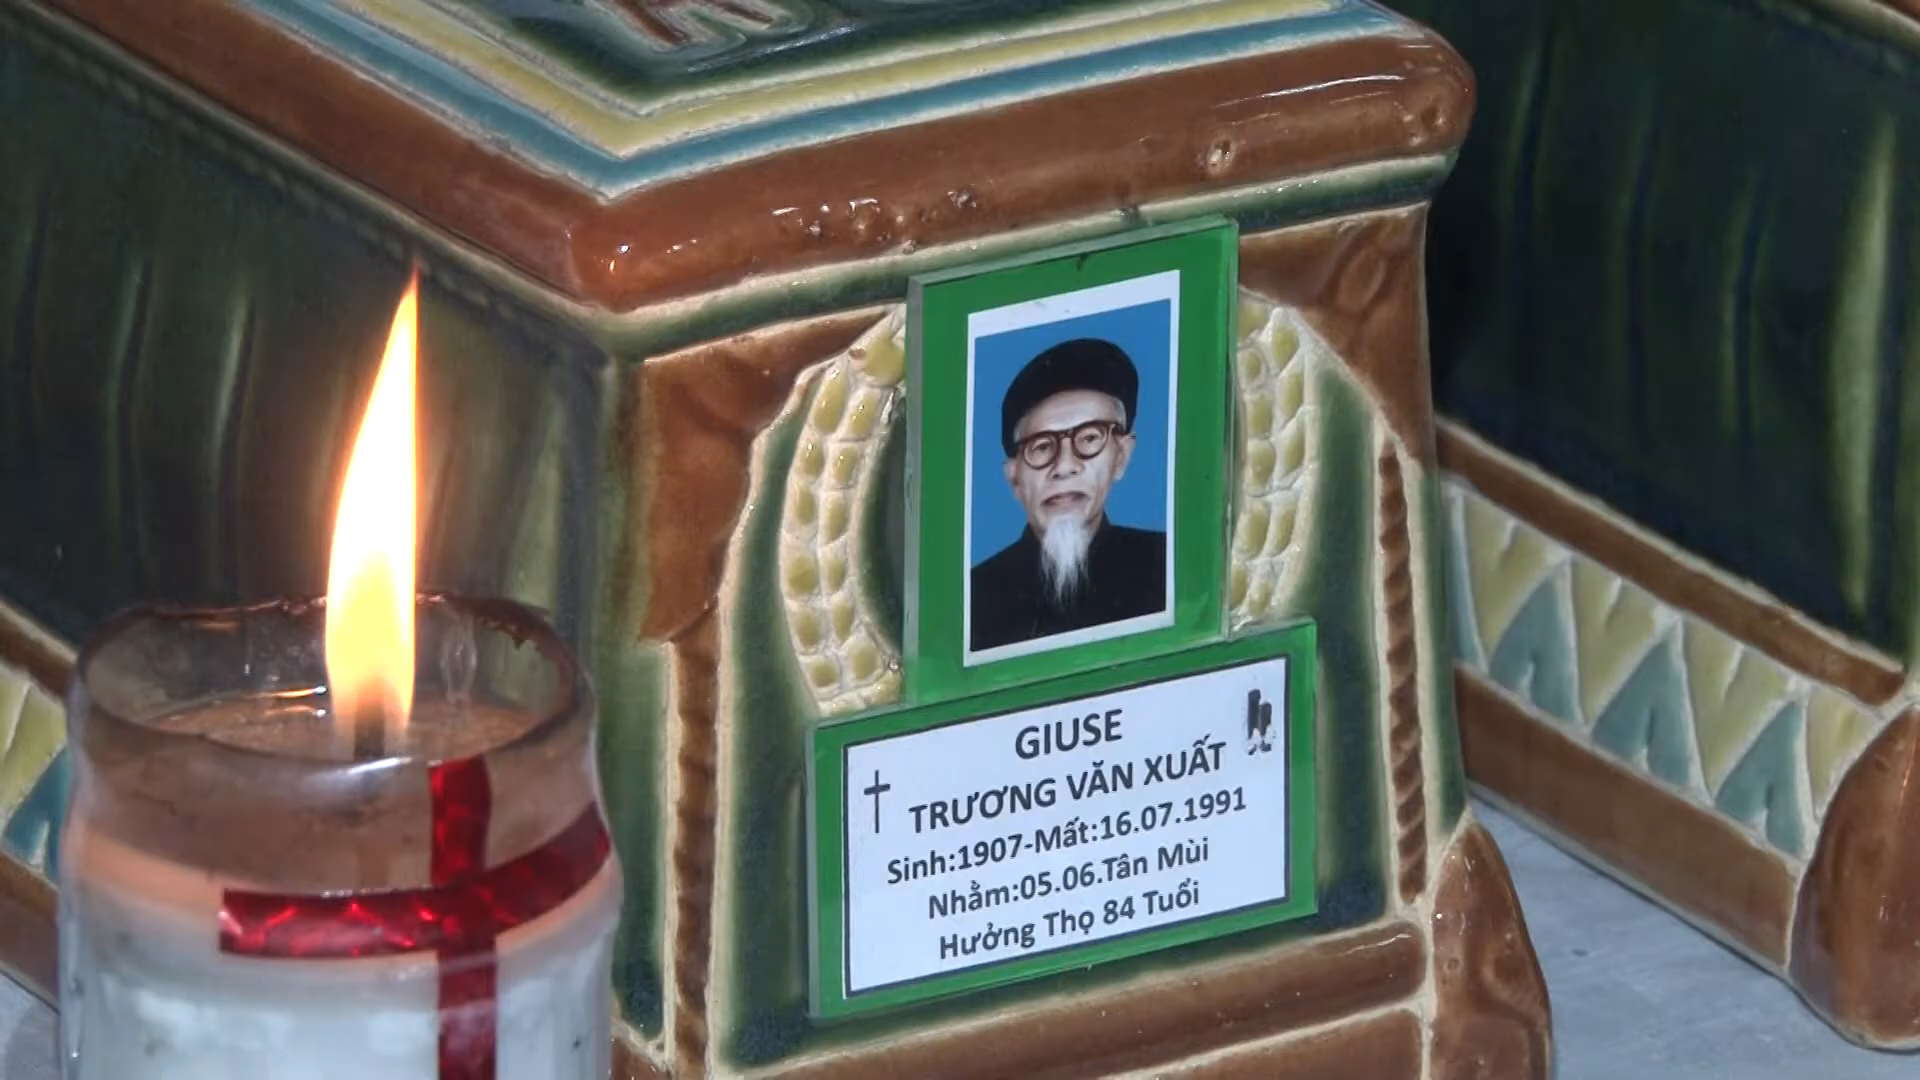 GIUSE
TRƯƠNG VĂN XUẤT
Sinh:1907-Mất:16.07.1991
Nhằm:05.06.Tân Mùi
Hưởng Thọ 84 Tuổi